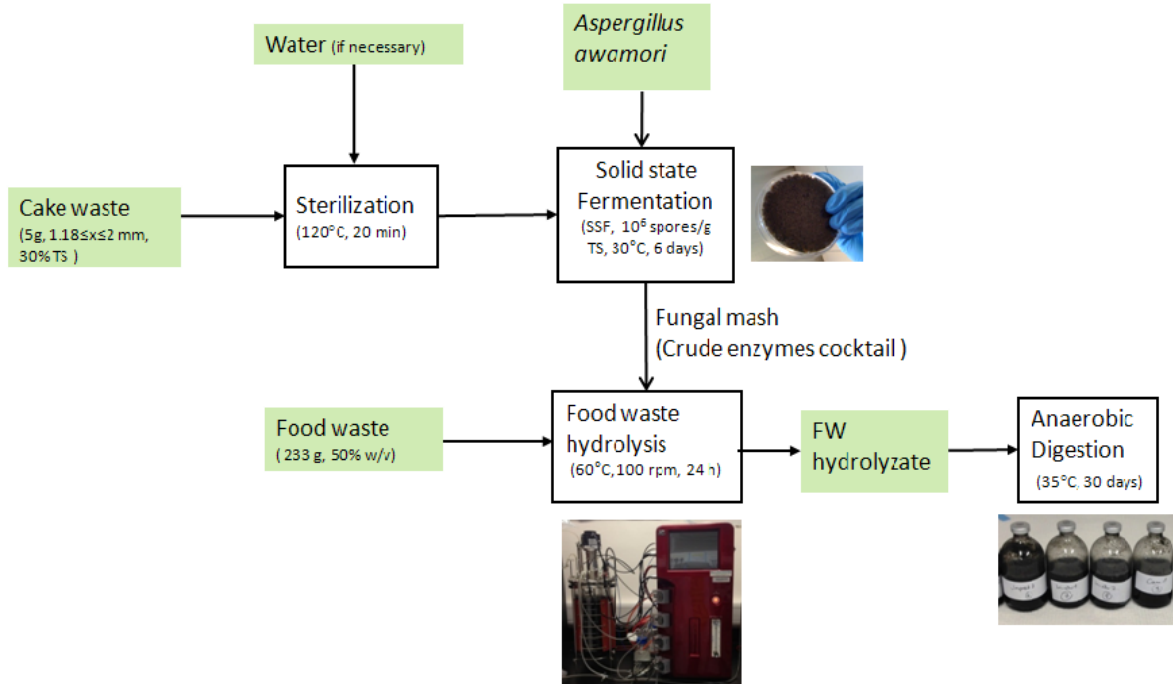 Water (if necessary)
Aspergillus
awamori
Cake waste
(5g, 1.18≤x≤2 mm,
30% TS )
Sterilization
(120°C, 20 min)
Solid state
Fermentation
(SSF, 10⁶ spores/g
TS, 30°C, 6 days)
Fungal mash
(Crude enzymes cocktail )
Food waste
( 233 g, 50% w/v)
Food waste
hydrolysis
(60°C,100 rpm, 24 h)
FW
hydrolyzate
Anaerobic
Digestion
(35°C, 30 days)